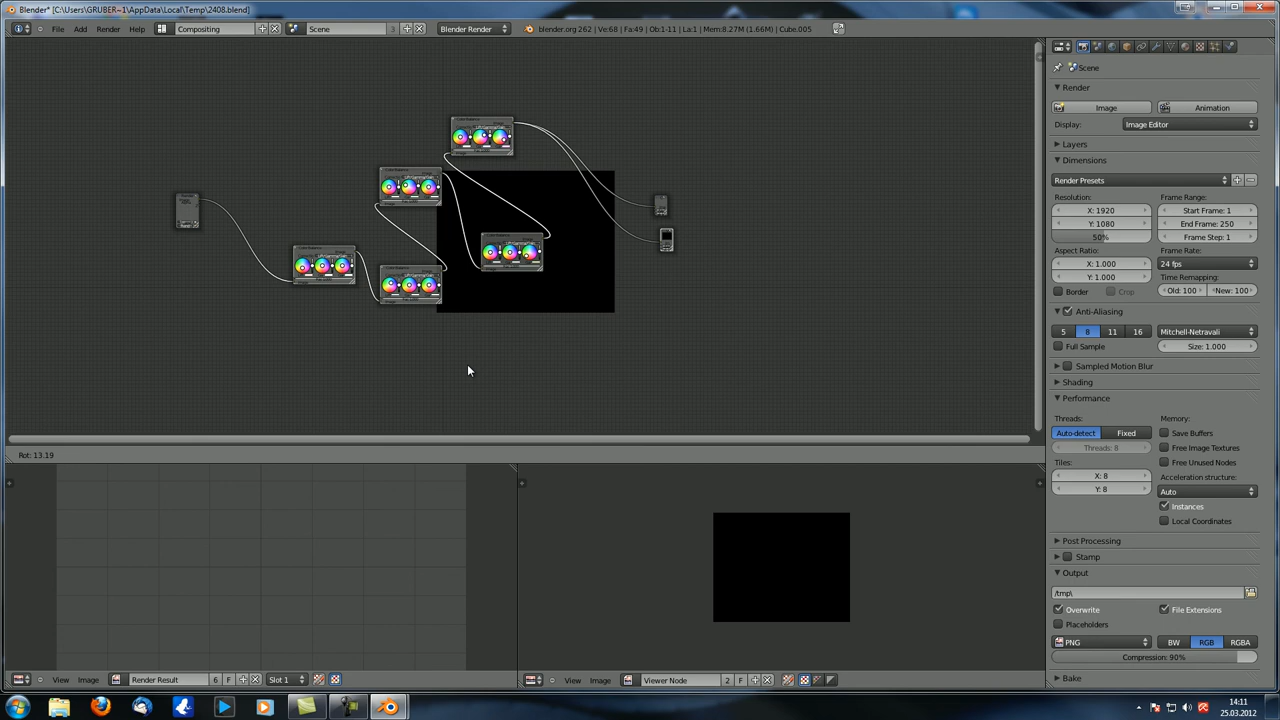 Blender* [C:\Users\GRUBER~1\AppData\Local\Temp\2408.blend]
File Add Render Help Compositing Scene 3 Blender Render blender.org 262 | Ve:68 | Fa:49 | Ob:1-11 | La:1 | Mem:8.27M (1.66M) | Cube.005
Scene
Render
Image Animation
Display: Image Editor
Layers
Dimensions
Render Presets
Resolution: Frame Range:
X: 1920 Start Frame: 1
Y: 1080 End Frame: 250
50% Frame Step: 1
Aspect Ratio: Frame Rate:
X: 1.000 24 fps
Y: 1.000 Time Remapping:
Border Crop Old: 100 New: 100
Anti-Aliasing
5 8 11 16 Mitchell-Netravali
Full Sample Size: 1.000
Sampled Motion Blur
Shading
Performance
Threads: Memory:
Auto-detect Fixed Save Buffers
Threads: 8 Free Image Textures
Tiles: Free Unused Nodes
X: 8 Acceleration structure:
Y: 8 Auto
Instances
Local Coordinates
Post Processing
Stamp
Output
/tmp\
Overwrite File Extensions
Placeholders
PNG BW RGB RGBA
Compression: 90%
Bake
Rot: 13.19
View Image Render Result 6 F Slot 1
View Image Viewer Node 2 F
14:11
25.03.2012